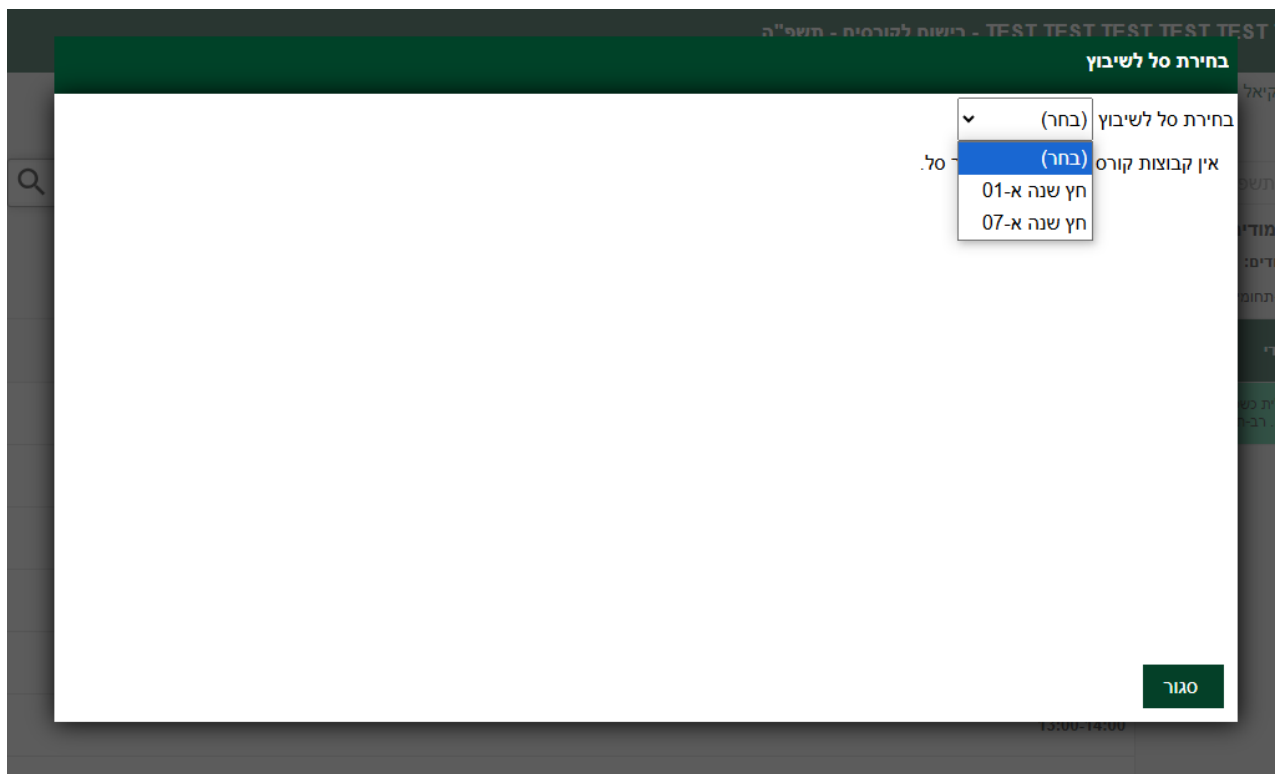 TEST TEST TEST TEST TEST - רישום לקורסים - תשפ"ה
בחירת סל לשיבוץ
בחירת סל לשיבוץ (בחר)
(בחר)
אין קבוצות קורס סל.
חץ שנה א-01
חץ שנה א-07
סגור
13:00-14:00